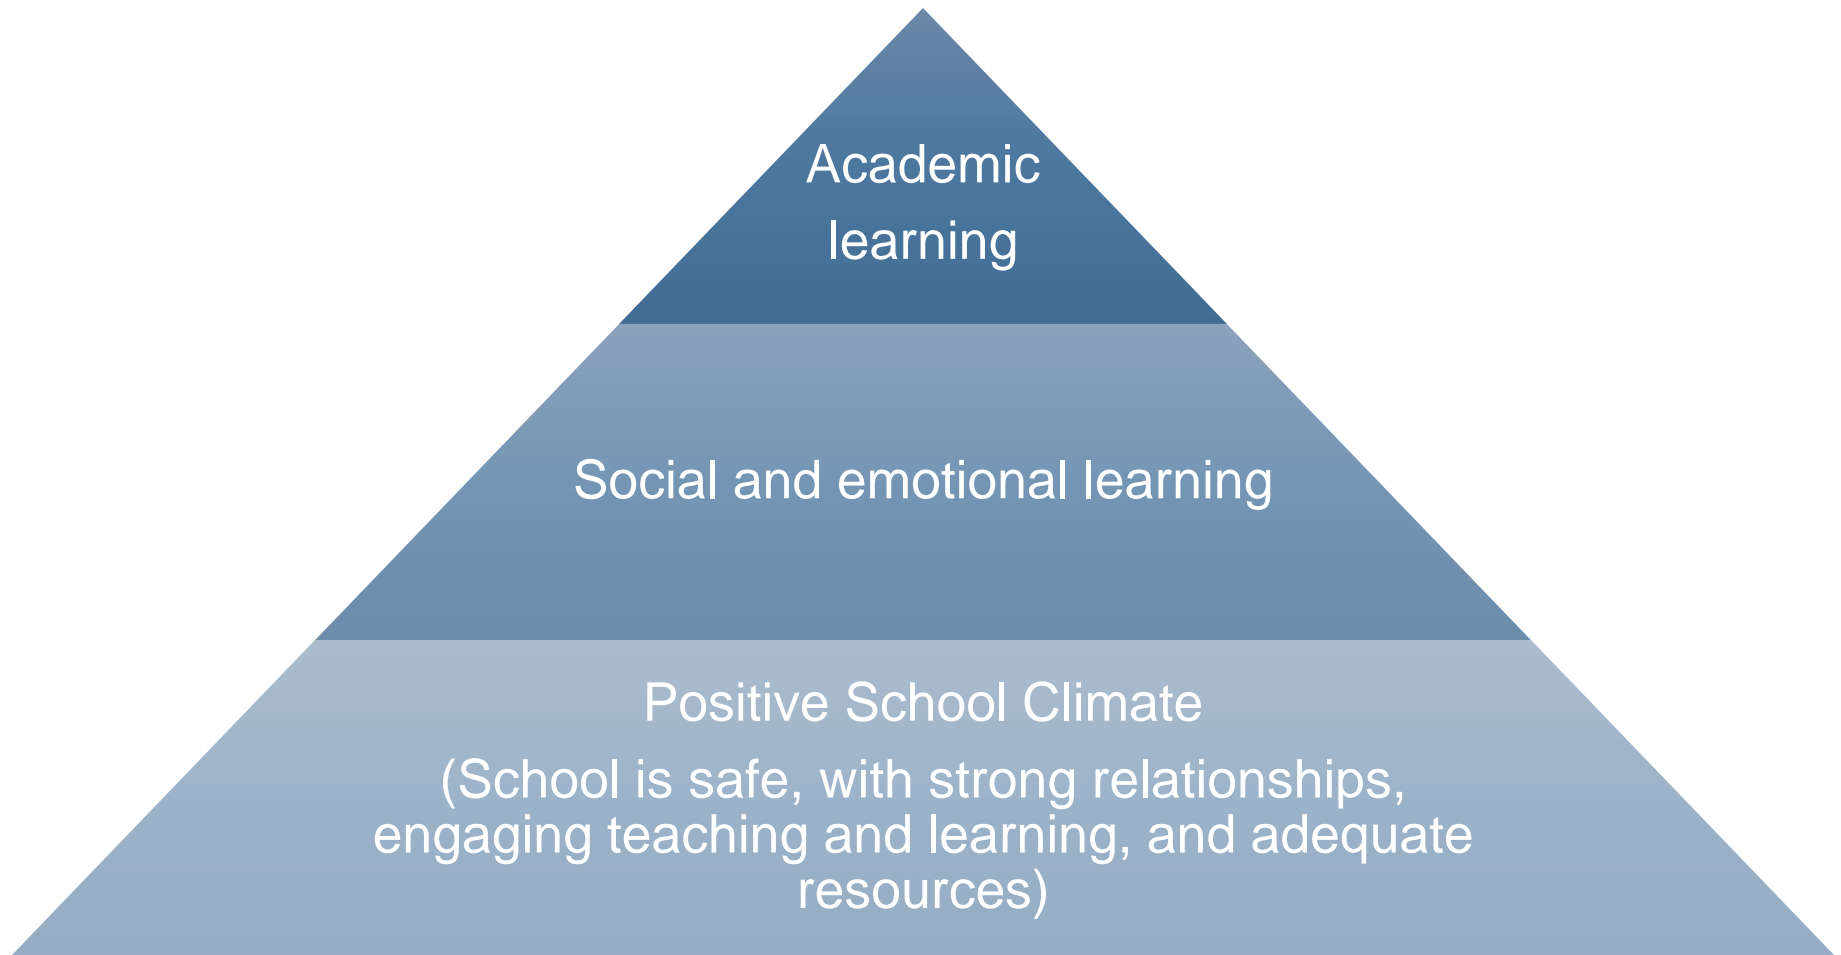 Academic
learning
Social and emotional learning
Positive School Climate
(School is safe, with strong relationships,
engaging teaching and learning, and adequate
resources)